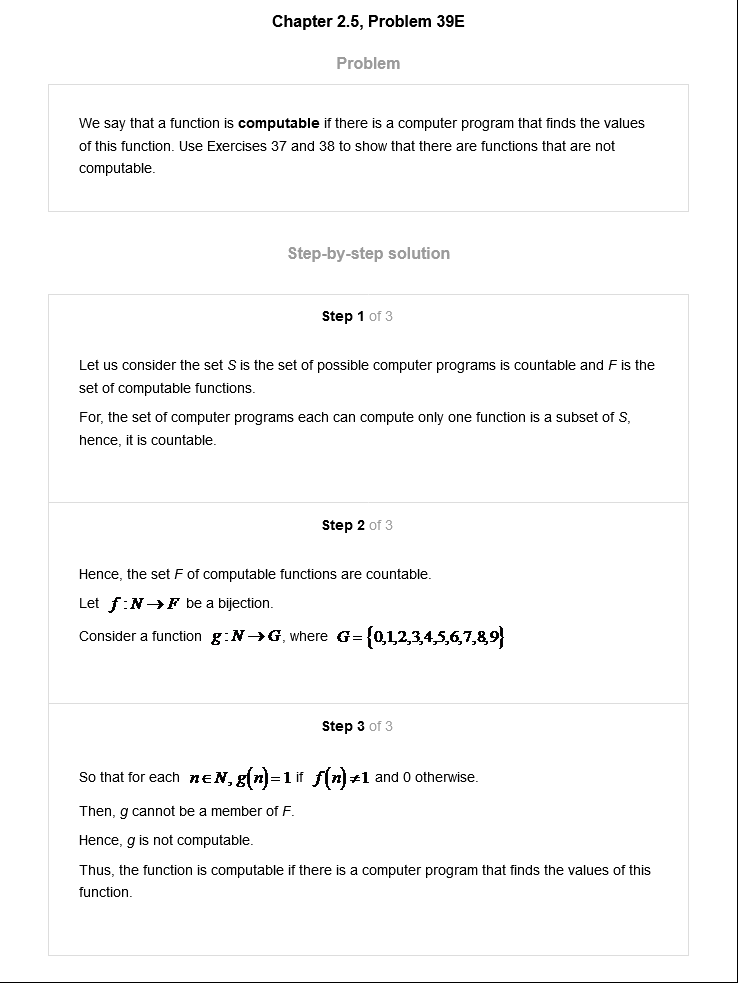 Chapter 2.5, Problem 39E
Problem
We say that a function is computable if there is a computer program that finds the values
of this function. Use Exercises 37 and 38 to show that there are functions that are not
computable.
Step-by-step solution
Step 1 of 3
Let us consider the set S is the set of possible computer programs is countable and F is the
set of computable functions.
For, the set of computer programs each can compute only one function is a subset of S,
hence, it is countable.
Step 2 of 3
Hence, the set F of computable functions are countable.
Let f : N → F be a bijection.
Consider a function g : N → G, where G = {0,1,2,3,4,5,6,7,8,9}
Step 3 of 3
So that for each n ∈ N, g(n) = 1 if f(n) ≠ 1 and 0 otherwise.
Then, g cannot be a member of F.
Hence, g is not computable.
Thus, the function is computable if there is a computer program that finds the values of this
function.